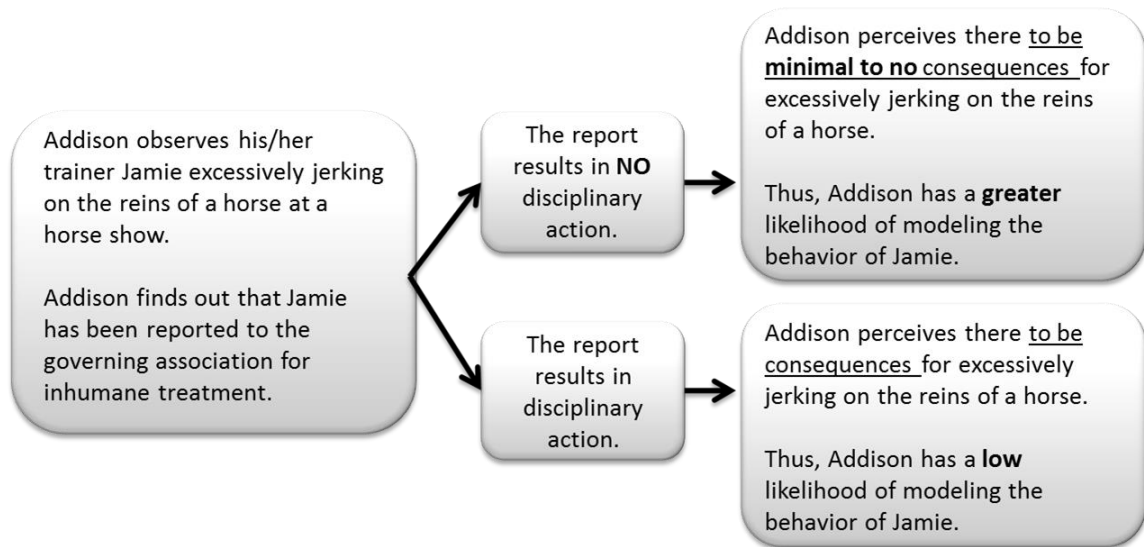 Addison observes his/her
trainer Jamie excessively jerking
on the reins of a horse at a
horse show.
Addison finds out that Jamie
has been reported to the
governing association for
inhumane treatment.
The report
results in NO
disciplinary
action.
Addison perceives there to be
minimal to no consequences for
excessively jerking on the reins
of a horse.
Thus, Addison has a greater
likelihood of modeling the
behavior of Jamie.
The report
results in
disciplinary
action.
Addison perceives there to be
consequences for excessively
jerking on the reins of a horse.
Thus, Addison has a low
likelihood of modeling the
behavior of Jamie.